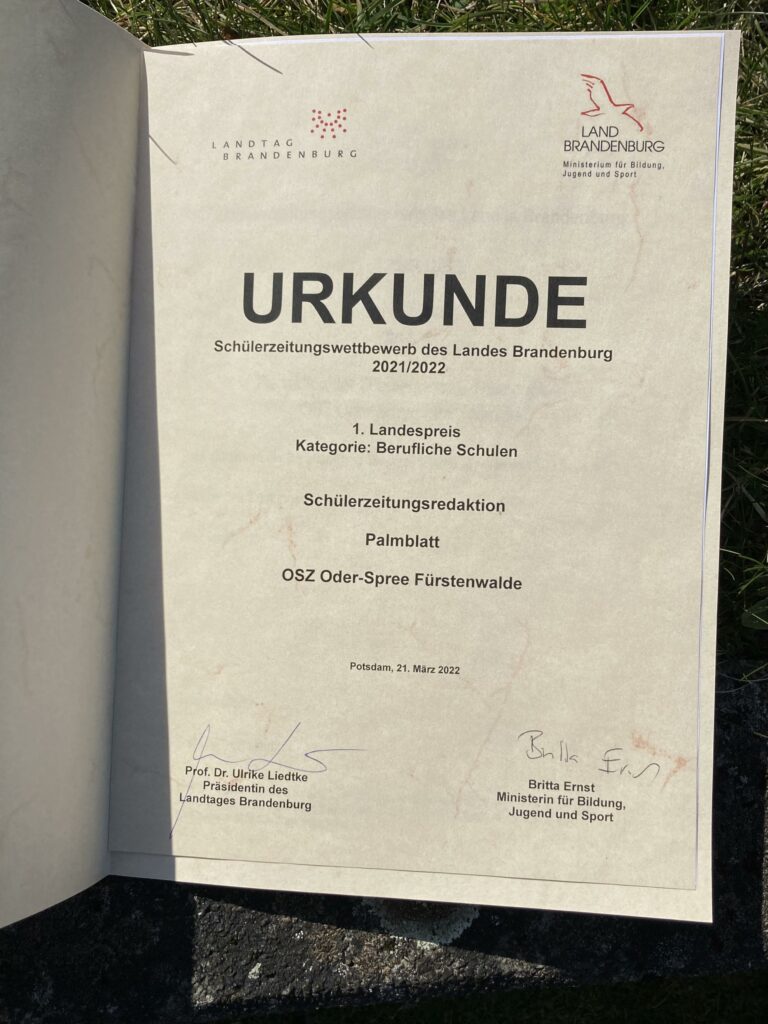 LANDTAG
BRANDENBURG
LAND
BRANDENBURG
Ministerium für Bildung,
Jugend und Sport
URKUNDE
Schülerzeitungswettbewerb des Landes Brandenburg
2021/2022
1. Landespreis
Kategorie: Berufliche Schulen
Schülerzeitungsredaktion
Palmblatt
OSZ Oder-Spree Fürstenwalde
Potsdam, 21. März 2022
Prof. Dr. Ulrike Liedtke
Präsidentin des
Landtages Brandenburg
Britta Ernst
Britta Ernst
Ministerin für Bildung,
Jugend und Sport